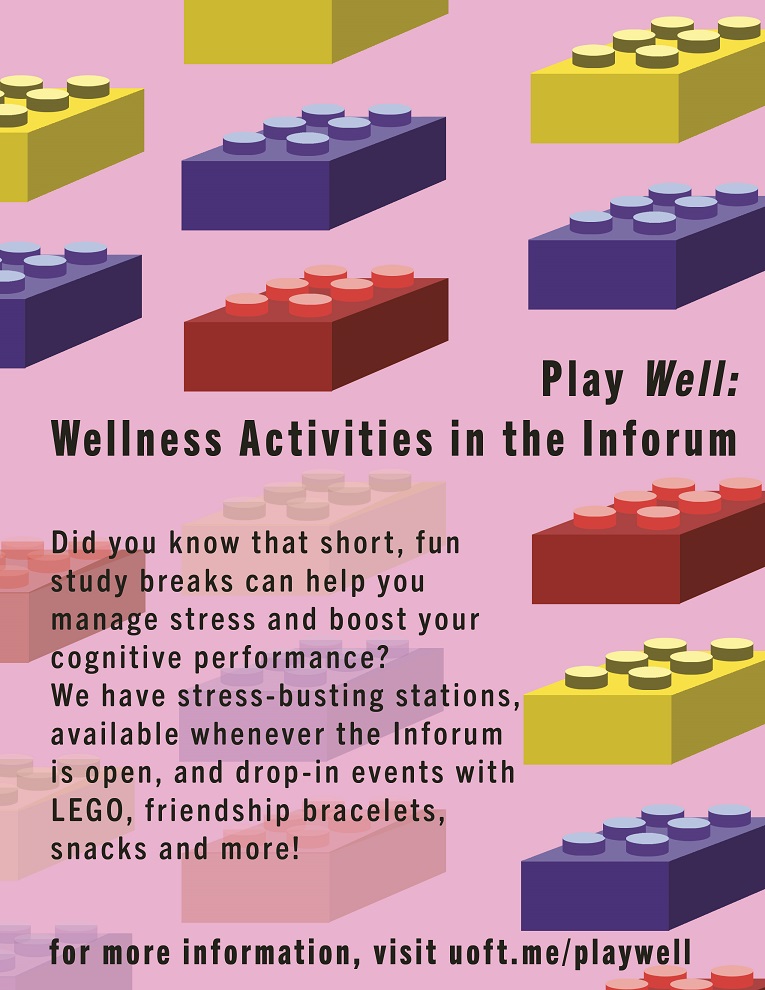 Play Well:
Wellness Activities in the Inforum
Did you know that short, fun
study breaks can help you
manage stress and boost your
cognitive performance?
We have stress-busting stations,
available whenever the Inforum
is open, and drop-in events with
LEGO, friendship bracelets,
snacks and more!
for more information, visit uoft.me/playwell